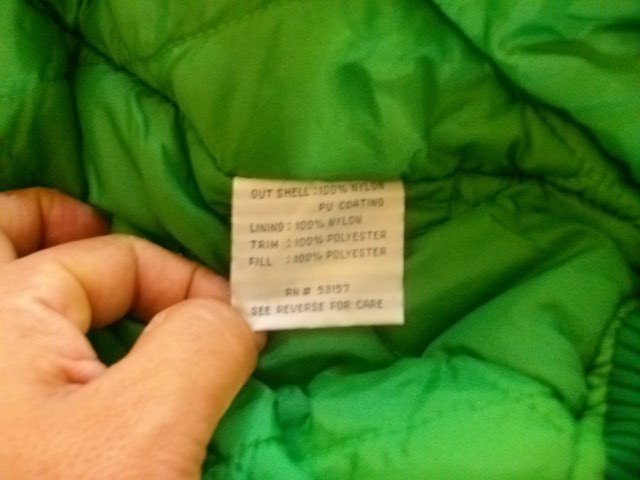 OUT SHELL : 100% NYLON
PU COATING
LINING : 100% NYLON
TRIM : 100% POLYESTER
FILL : 100% POLYESTER
RN# 53157
SEE REVERSE FOR CARE